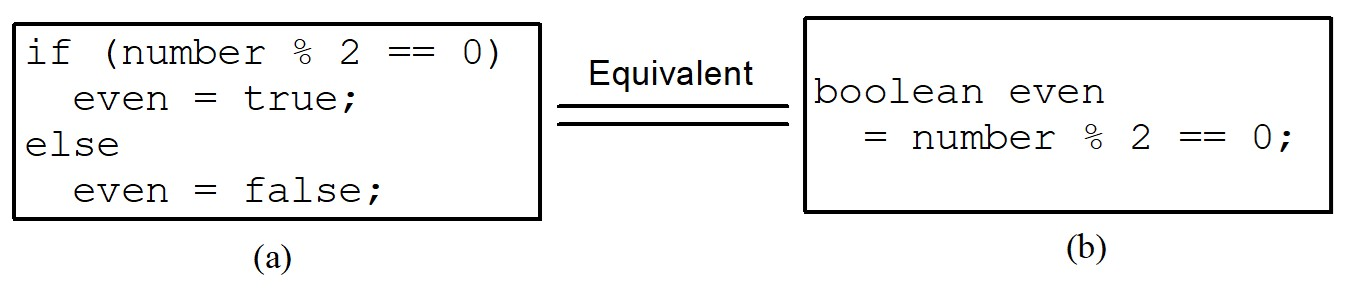 if (number % 2 == 0)
  even = true;
else
  even = false;
(a)
Equivalent
boolean even
  = number % 2 == 0;
(b)